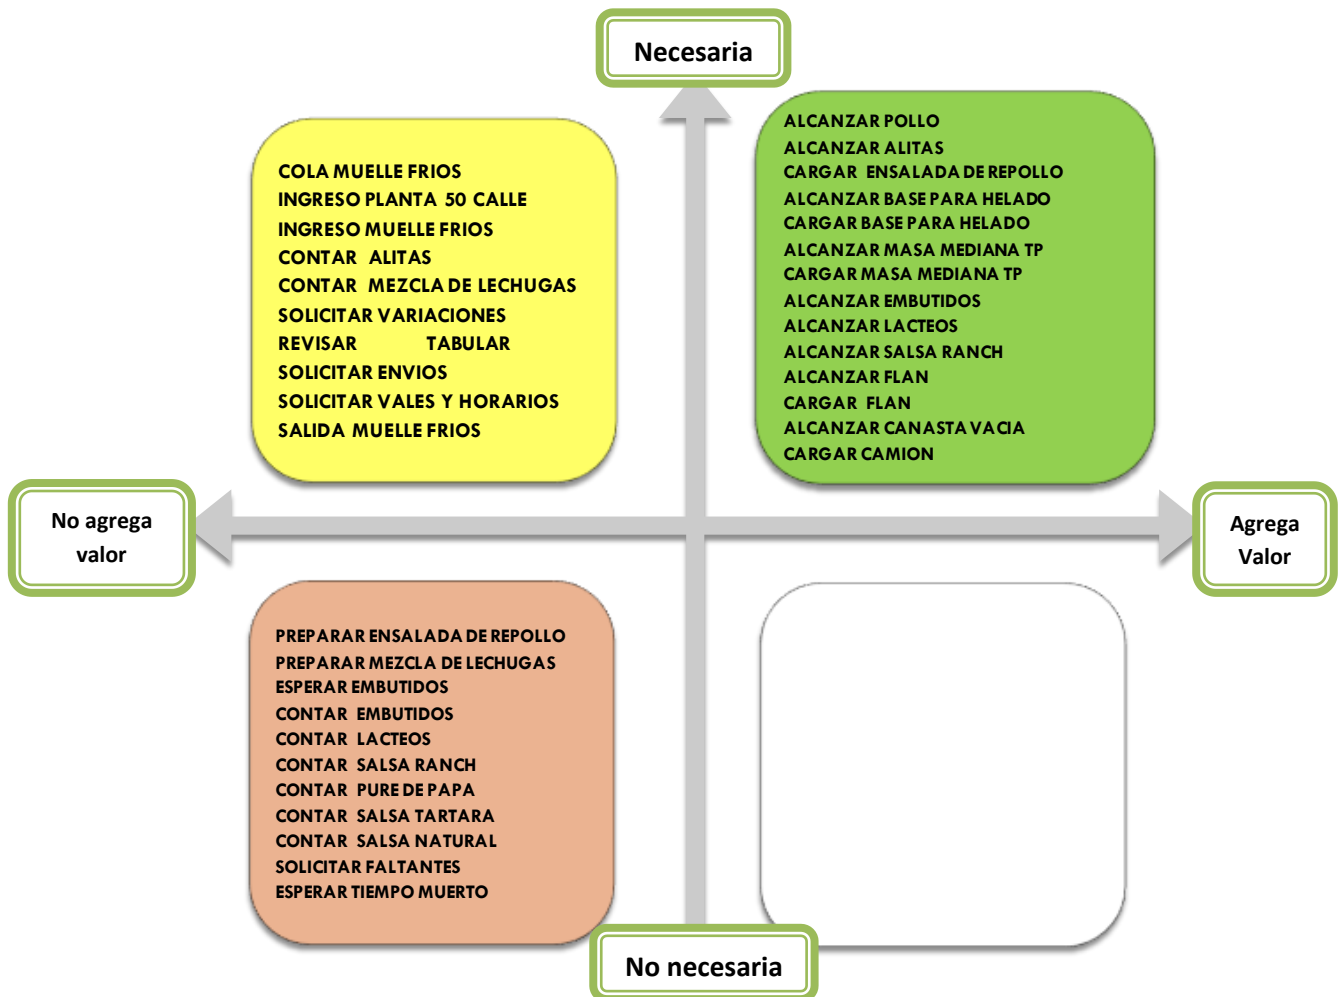 Necesaria
COLA MUELLE FRIOS
INGRESO PLANTA 50 CALLE
INGRESO MUELLE FRIOS
CONTAR ALITAS
CONTAR MEZCLA DE LECHUGAS
SOLICITAR VARIACIONES
REVISAR TABULAR
SOLICITAR ENVIOS
SOLICITAR VALES Y HORARIOS
SALIDA MUELLE FRIOS
ALCANZAR POLLO
ALCANZAR ALITAS
CARGAR ENSALADA DE REPOLLO
ALCANZAR BASE PARA HELADO
CARGAR BASE PARA HELADO
ALCANZAR MASA MEDIANA TP
CARGAR MASA MEDIANA TP
ALCANZAR EMBUTIDOS
ALCANZAR LACTEOS
ALCANZAR SALSA RANCH
ALCANZAR FLAN
CARGAR FLAN
ALCANZAR CANASTA VACIA
CARGAR CAMION
No agrega
valor
Agrega
Valor
PREPARAR ENSALADA DE REPOLLO
PREPARAR MEZCLA DE LECHUGAS
ESPERAR EMBUTIDOS
CONTAR EMBUTIDOS
CONTAR LACTEOS
CONTAR SALSA RANCH
CONTAR PURE DE PAPA
CONTAR SALSA TARTARA
CONTAR SALSA NATURAL
SOLICITAR FALTANTES
ESPERAR TIEMPO MUERTO
No necesaria